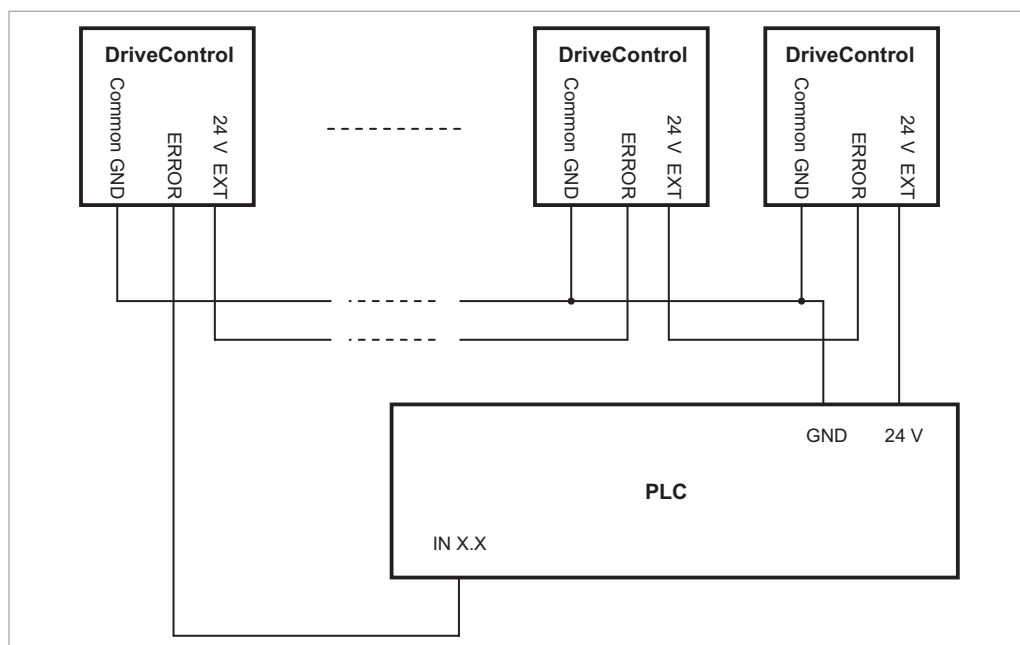 DriveControl
Common GND
ERROR
24 V EXT
DriveControl
Common GND
ERROR
24 V EXT
DriveControl
Common GND
ERROR
24 V EXT
GND
24 V
PLC
IN X.X